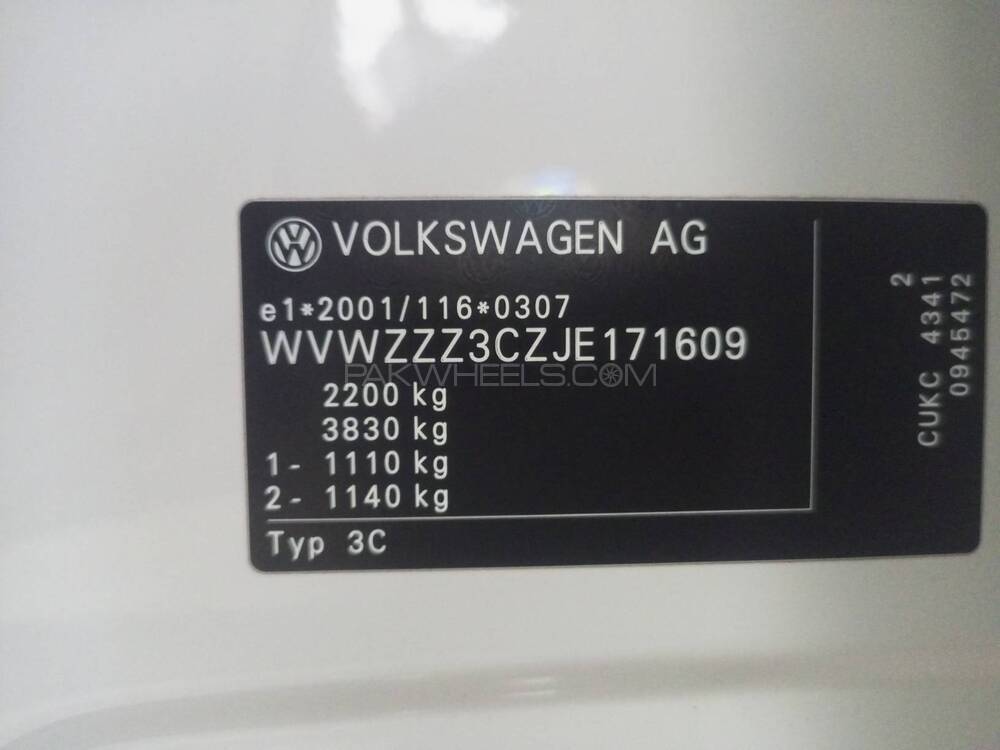 VOLKSWAGEN AG
e1*2001/116*0307
WVWZZZ3CZJE171609
PAKWHEELS.COM
2200 kg
3830 kg
1- 1110 kg
2- 1140 kg
Typ 3C
2
CUKC 4341
0945472